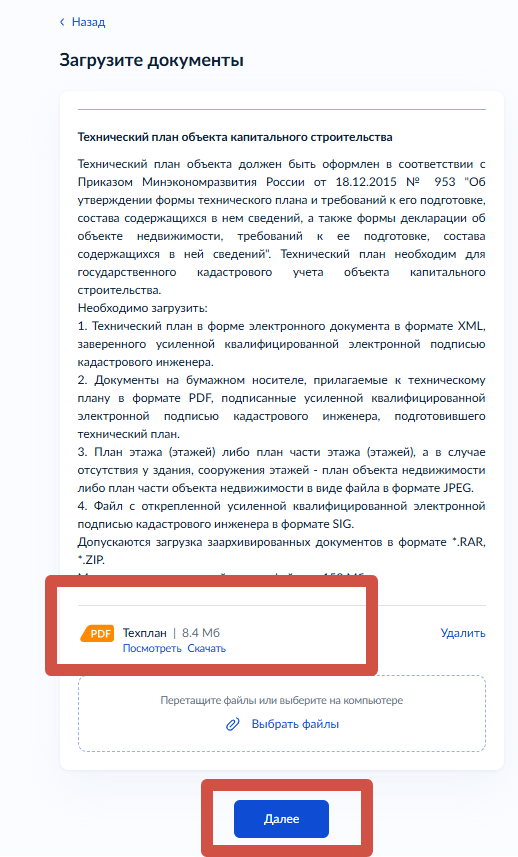 Назад
Загрузите документы
Технический план объекта капитального строительства
Технический план объекта должен быть оформлен в соответствии с
Приказом Минэкономразвития России от 18.12.2015 № 953 "Об
утверждении формы технического плана и требований к его подготовке,
состава содержащихся в нем сведений, а также формы декларации об
объекте недвижимости, требований к ее подготовке, состава
содержащихся в ней сведений". Технический план необходим для
государственного кадастрового учета объекта капитального
строительства.
Необходимо загрузить:
1. Технический план в форме электронного документа в формате XML,
заверенного усиленной квалифицированной электронной подписью
кадастрового инженера.
2. Документы на бумажном носителе, прилагаемые к техническому
плану в формате PDF, подписанные усиленной квалифицированной
электронной подписью кадастрового инженера, подготовившего
технический план.
3. План этажа (этажей) либо план части этажа (этажей), а в случае
отсутствия у здания, сооружения этажей - план объекта недвижимости
либо план части объекта недвижимости в виде файла в формате JPEG.
4. Файл с открепленной усиленной квалифицированной электронной
подписью кадастрового инженера в формате SIG.
Допускаются загрузка заархивированных документов в формате *.RAR,
*.ZIP.
PDF Техплан | 8.4 Мб Удалить
Посмотреть Скачать
Перетащите файлы или выберите на компьютере
Выбрать файлы
Далее